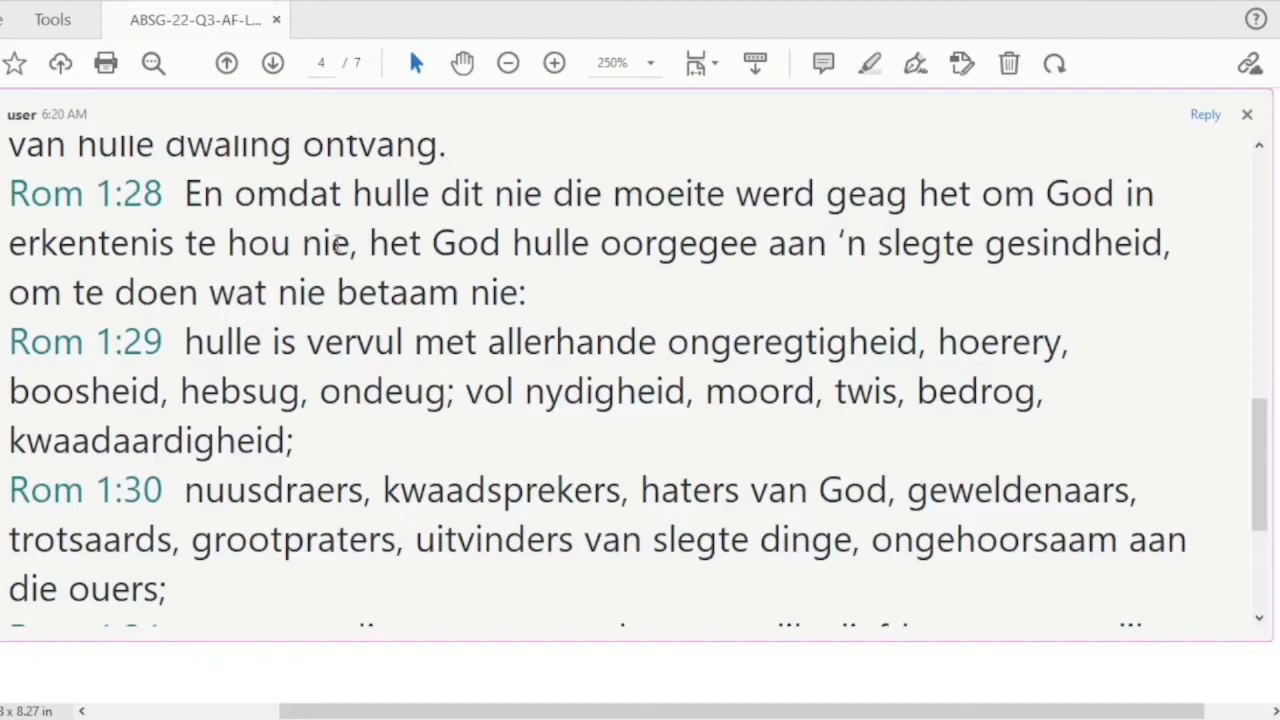 Tools ABSG-22-Q3-AF-L... ×
4 / 7 250%
user 6:20 AM Reply
van hulle dwaling ontvang.
Rom 1:28 En omdat hulle dit nie die moeite werd geag het om God in
erkentenis te hou nie, het God hulle oorgegee aan ‘n slegte gesindheid,
om te doen wat nie betaam nie:
Rom 1:29 hulle is vervul met allerhande ongeregtigheid, hoerery,
boosheid, hebsug, ondeug; vol nydigheid, moord, twis, bedrog,
kwaadaardigheid;
Rom 1:30 nuusdraers, kwaadsprekers, haters van God, geweldenaars,
trotsaards, grootpraters, uitvinders van slegte dinge, ongehoorsaam aan
die ouers;
x 8.27 in